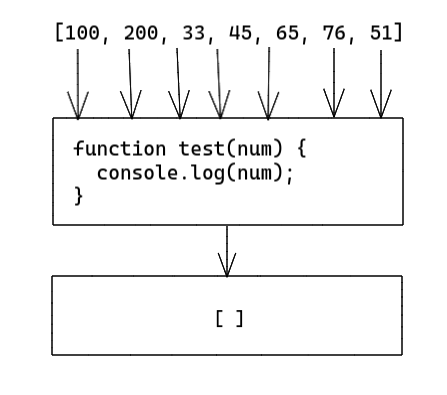 [100, 200, 33, 45, 65, 76, 51]
function test(num) {
  console.log(num);
}
[ ]